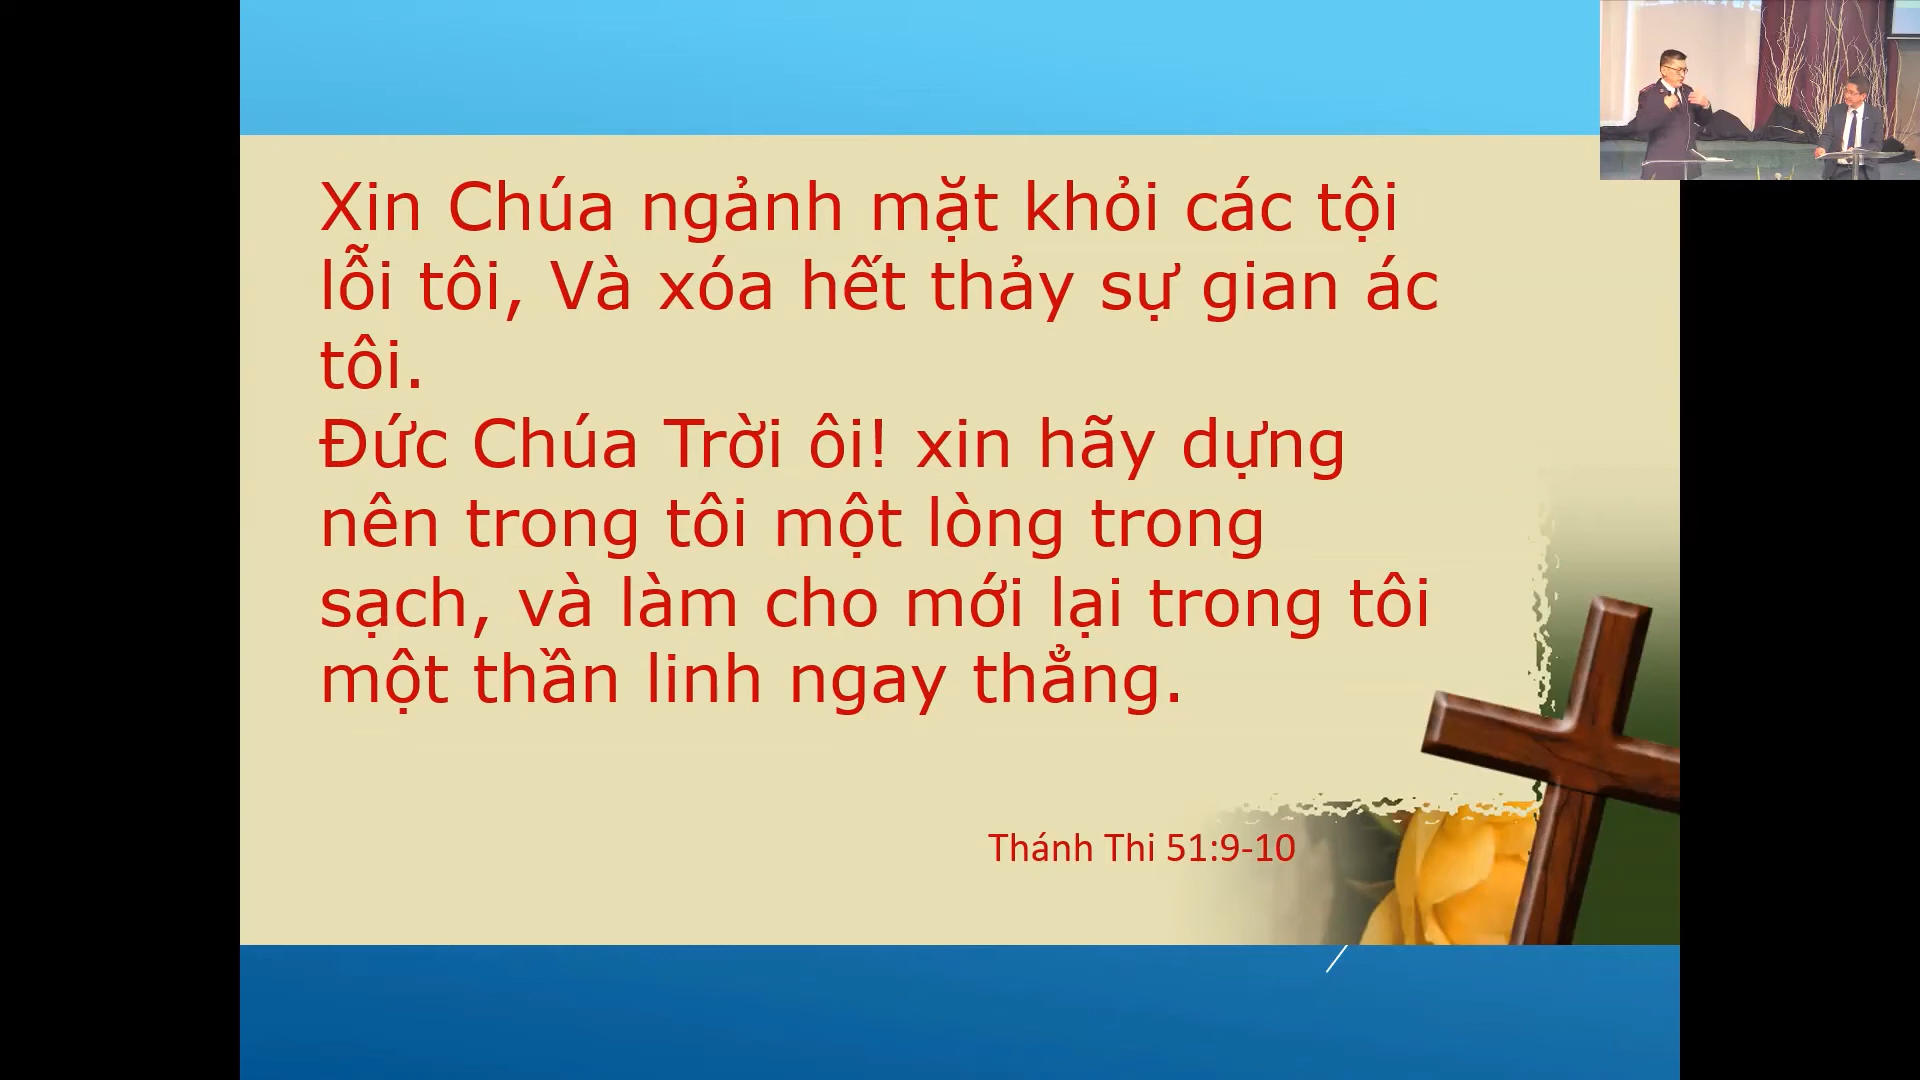 Xin Chúa ngảnh mặt khỏi các tội
lỗi tôi, Và xóa hết thảy sự gian ác
tôi.
Đức Chúa Trời ôi! xin hãy dựng
nên trong tôi một lòng trong
sạch, và làm cho mới lại trong tôi
một thần linh ngay thẳng.
Thánh Thi 51:9-10